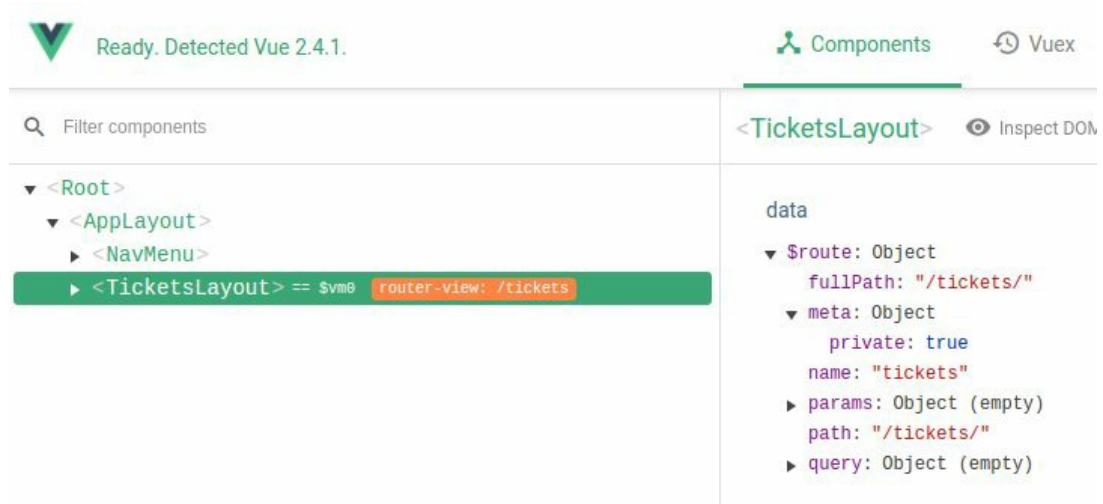 Ready. Detected Vue 2.4.1.
Components
Vuex
Filter components
<TicketsLayout>
Inspect DOM
<Root>
<AppLayout>
<NavMenu>
<TicketsLayout> == $vm0 router-view: /tickets
data
$route: Object
fullPath: "/tickets/"
meta: Object
private: true
name: "tickets"
params: Object (empty)
path: "/tickets/"
query: Object (empty)